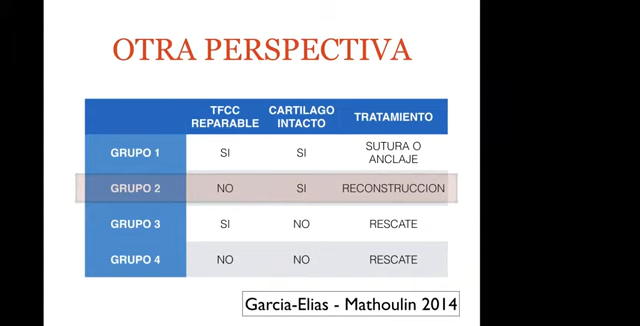 OTRA PERSPECTIVA
TFCC REPARABLE CARTILAGO INTACTO TRATAMIENTO
GRUPO 1 SI SI SUTURA O ANCLAJE
GRUPO 2 NO SI RECONSTRUCCION
GRUPO 3 SI NO RESCATE
GRUPO 4 NO NO RESCATE
Garcia-Elias - Mathoulin 2014